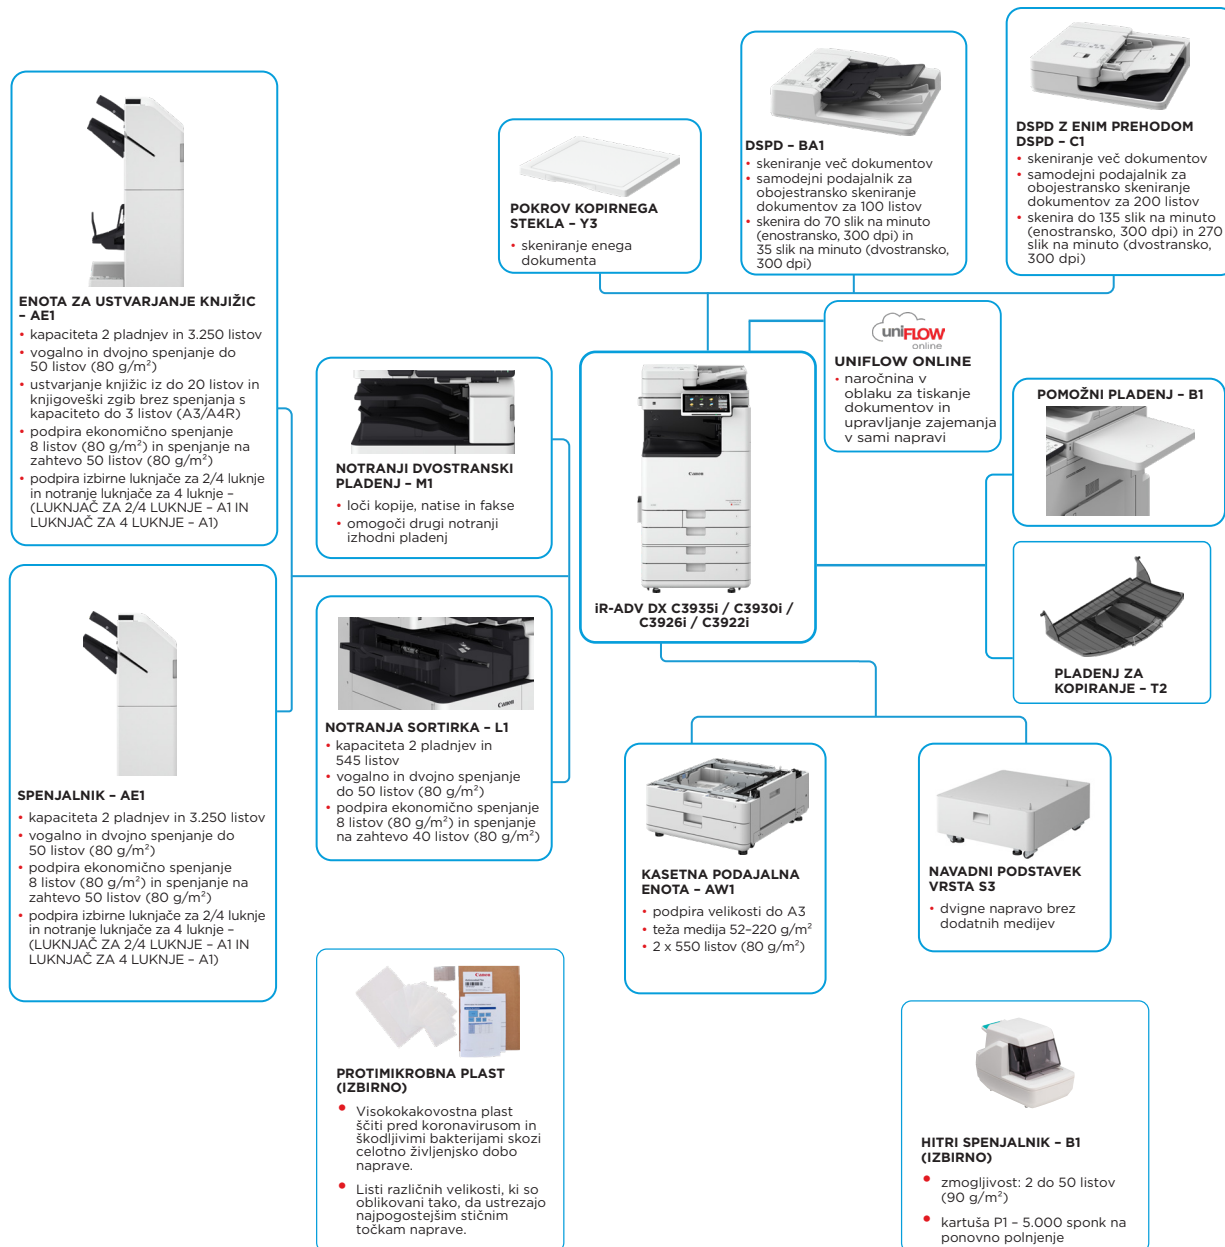 ENOTA ZA USTVARJANJE KNJIŽIC
– AE1
• kapaciteta 2 pladnjev in 3.250 listov
• vogalno in dvojno spenjanje do
50 listov (80 g/m²)
• ustvarjanje knjižic iz do 20 listov in
knjigoveški zgib brez spenjanja s
kapaciteto do 3 listov (A3/A4R)
• podpira ekonomično spenjanje
8 listov (80 g/m²) in spenjanje na
zahtevo 50 listov (80 g/m²)
• podpira izbirne luknjače za 2/4 luknje
in notranje luknjače za 4 luknje –
(LUKNJAČ ZA 2/4 LUKNJE – A1 IN
LUKNJAČ ZA 4 LUKNJE – A1)
SPENJALNIK – AE1
• kapaciteta 2 pladnjev in 3.250 listov
• vogalno in dvojno spenjanje do
50 listov (80 g/m²)
• podpira ekonomično spenjanje
8 listov (80 g/m²) in spenjanje na
zahtevo 50 listov (80 g/m²)
• podpira izbirne luknjače za 2/4 luknje
in notranje luknjače za 4 luknje –
(LUKNJAČ ZA 2/4 LUKNJE – A1 IN
LUKNJAČ ZA 4 LUKNJE – A1)
NOTRANJI DVOSTRANSKI
PLADENJ – M1
• loči kopije, natise in fakse
• omogoči drugi notranji
izhodni pladenj
Canon
NOTRANJA SORTIRKA – L1
• kapaciteta 2 pladnjev in
545 listov
• vogalno in dvojno spenjanje
do 50 listov (80 g/m²)
• podpira ekonomično spenjanje
8 listov (80 g/m²) in spenjanje
na zahtevo 40 listov (80 g/m²)
Canon
PROTIMIKROBNA PLAST
(IZBIRNO)
• Visokokakovostna plast
ščiti pred koronavirusom in
škodljivimi bakterijami skozi
celotno življenjsko dobo
naprave.
• Listi različnih velikosti, ki so
oblikovani tako, da ustrezajo
najpogostejšim stičnim
točkam naprave.
POKROV KOPIRNEGA
STEKLA – Y3
• skeniranje enega
dokumenta
DSPD – BA1
• skeniranje več dokumentov
• samodejni podajalnik za
obojestransko skeniranje
dokumentov za 100 listov
• skenira do 70 slik na minuto
(enostransko, 300 dpi) in
35 slik na minuto (dvostransko,
300 dpi)
DSPD Z ENIM PREHODOM
DSPD – C1
• skeniranje več dokumentov
• samodejni podajalnik za
obojestransko skeniranje
dokumentov za 200 listov
• skenira do 135 slik na minuto
(enostransko, 300 dpi) in 270
slik na minuto (dvostransko,
300 dpi)
Canon
iR-ADV DX C3935i / C3930i /
C3926i / C3922i
uniFLOW
online
UNIFLOW ONLINE
• naročnina v
oblaku za tiskanje
dokumentov in
upravljanje zajemanja
v sami napravi
POMOŽNI PLADENJ – B1
PLADENJ ZA
KOPIRANJE – T2
KASETNA PODAJALNA
ENOTA – AW1
• podpira velikosti do A3
• teža medija 52–220 g/m²
• 2 x 550 listov (80 g/m²)
NAVADNI PODSTAVEK
VRSTA S3
• dvigne napravo brez
dodatnih medijev
HITRI SPENJALNIK – B1
(IZBIRNO)
• zmogljivost: 2 do 50 listov
(90 g/m²)
• kartuša P1 – 5.000 sponk na
ponovno polnjenje